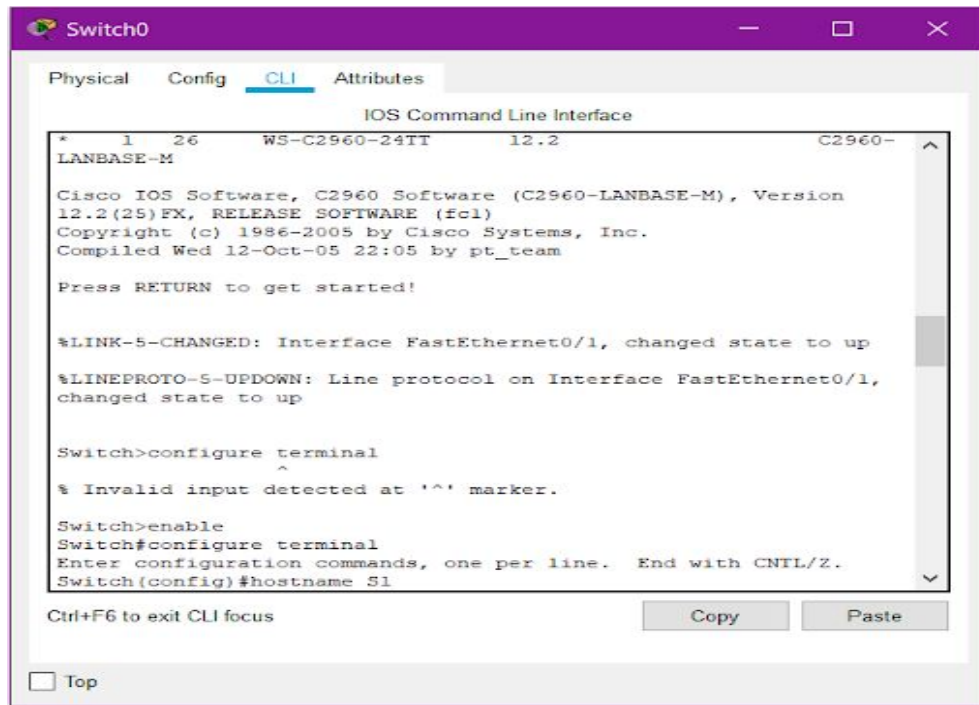 Switch0
Physical Config CLI Attributes
IOS Command Line Interface
* 1 26 WS-C2960-24TT 12.2 C2960-
LANBASE-M
Cisco IOS Software, C2960 Software (C2960-LANBASE-M), Version
12.2(25)FX, RELEASE SOFTWARE (fc1)
Copyright (c) 1986-2005 by Cisco Systems, Inc.
Compiled Wed 12-Oct-05 22:05 by pt_team
Press RETURN to get started!
%LINK-5-CHANGED: Interface FastEthernet0/1, changed state to up
%LINEPROTO-5-UPDOWN: Line protocol on Interface FastEthernet0/1,
changed state to up
Switch>configure terminal
^
% Invalid input detected at '^' marker.
Switch>enable
Switch#configure terminal
Enter configuration commands, one per line. End with CNTL/Z.
Switch(config)#hostname S1
Ctrl+F6 to exit CLI focus Copy Paste
Top